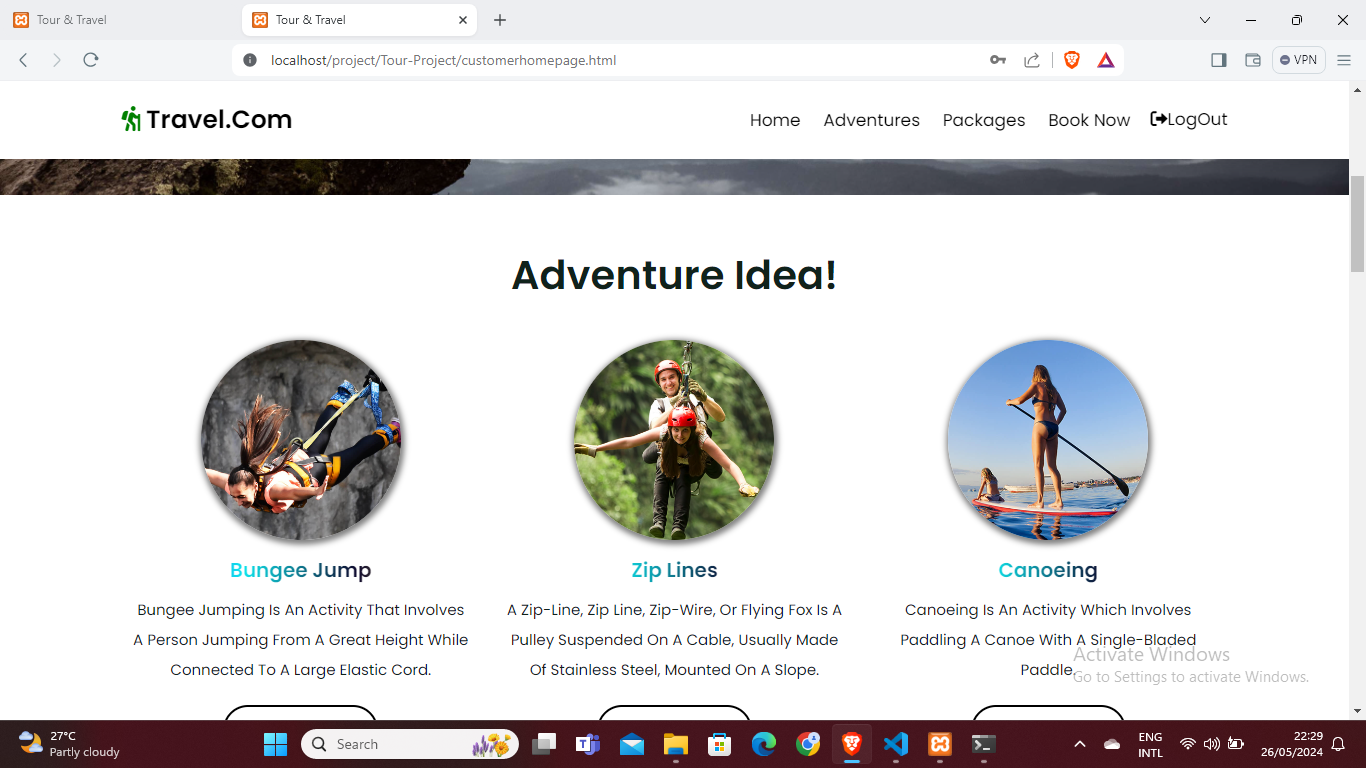 Tour & Travel
Tour & Travel
localhost/project/Tour-Project/customerhomepage.html
VPN
Travel.Com
Home Adventures Packages Book Now LogOut
Adventure Idea!
Bungee Jump
Bungee Jumping Is An Activity That Involves
A Person Jumping From A Great Height While
Connected To A Large Elastic Cord.
Zip Lines
A Zip-Line, Zip Line, Zip-Wire, Or Flying Fox Is A
Pulley Suspended On A Cable, Usually Made
Of Stainless Steel, Mounted On A Slope.
Canoeing
Canoeing Is An Activity Which Involves
Paddling A Canoe With A Single-Bladed
Paddle.
Activate Windows
Go to Settings to activate Windows.
27°C
Partly cloudy
Search
ENG
INTL
22:29
26/05/2024